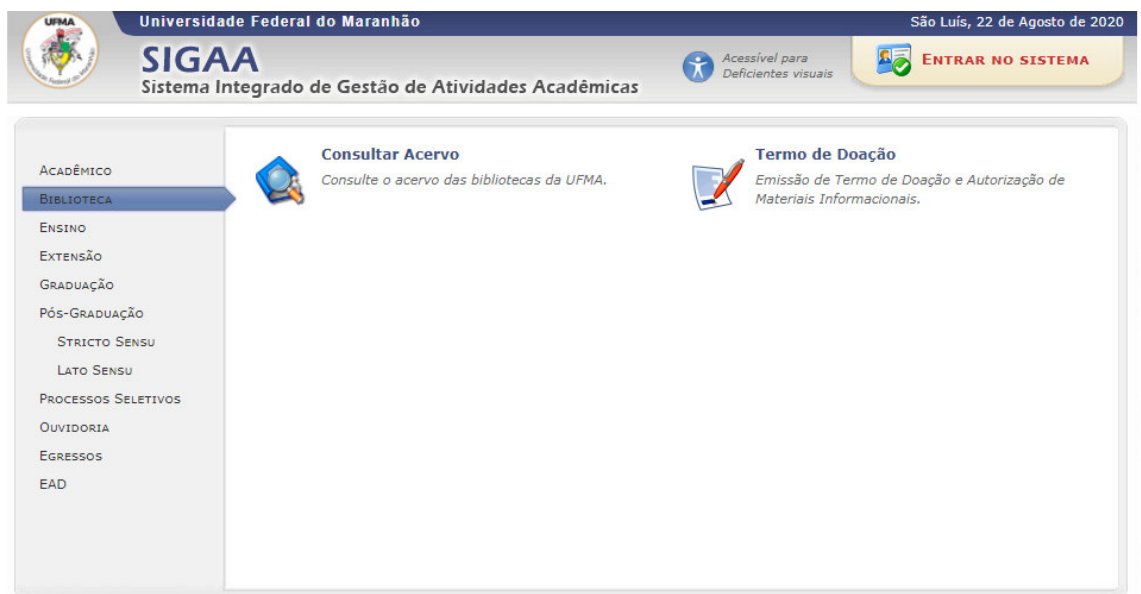 UFMA
Universidade Federal do Maranhão
São Luís, 22 de Agosto de 2020
SIGAA
Sistema Integrado de Gestão de Atividades Acadêmicas
Acessível para
Deficientes visuais
ENTRAR NO SISTEMA
ACADÊMICO
BIBLIOTECA
ENSINO
EXTENSÃO
GRADUAÇÃO
PÓS-GRADUAÇÃO
STRICTO SENSU
LATO SENSU
PROCESSOS SELETIVOS
OUVIDORIA
EGRESSOS
EAD
Consultar Acervo
Consulte o acervo das bibliotecas da UFMA.
Termo de Doação
Emissão de Termo de Doação e Autorização de
Materiais Informacionais.